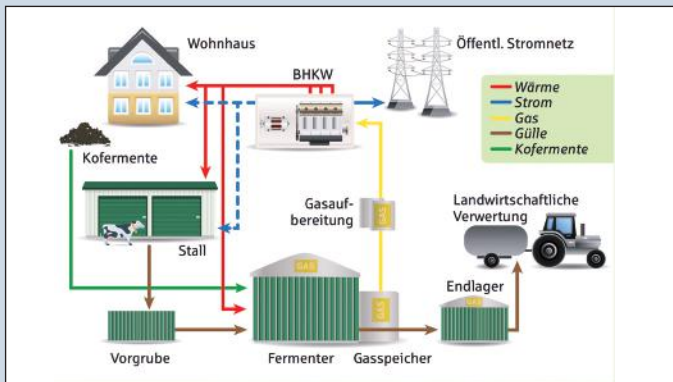 Wohnhaus
Öffentl. Stromnetz
BHKW
Wärme
Strom
Gas
Gülle
Kofermente
Kofermente
Gasauf-
bereitung
GAS
Landwirtschaftliche
Verwertung
Stall
GAS
GAS
Endlager
GAS
Vorgrube
Fermenter
Gasspeicher